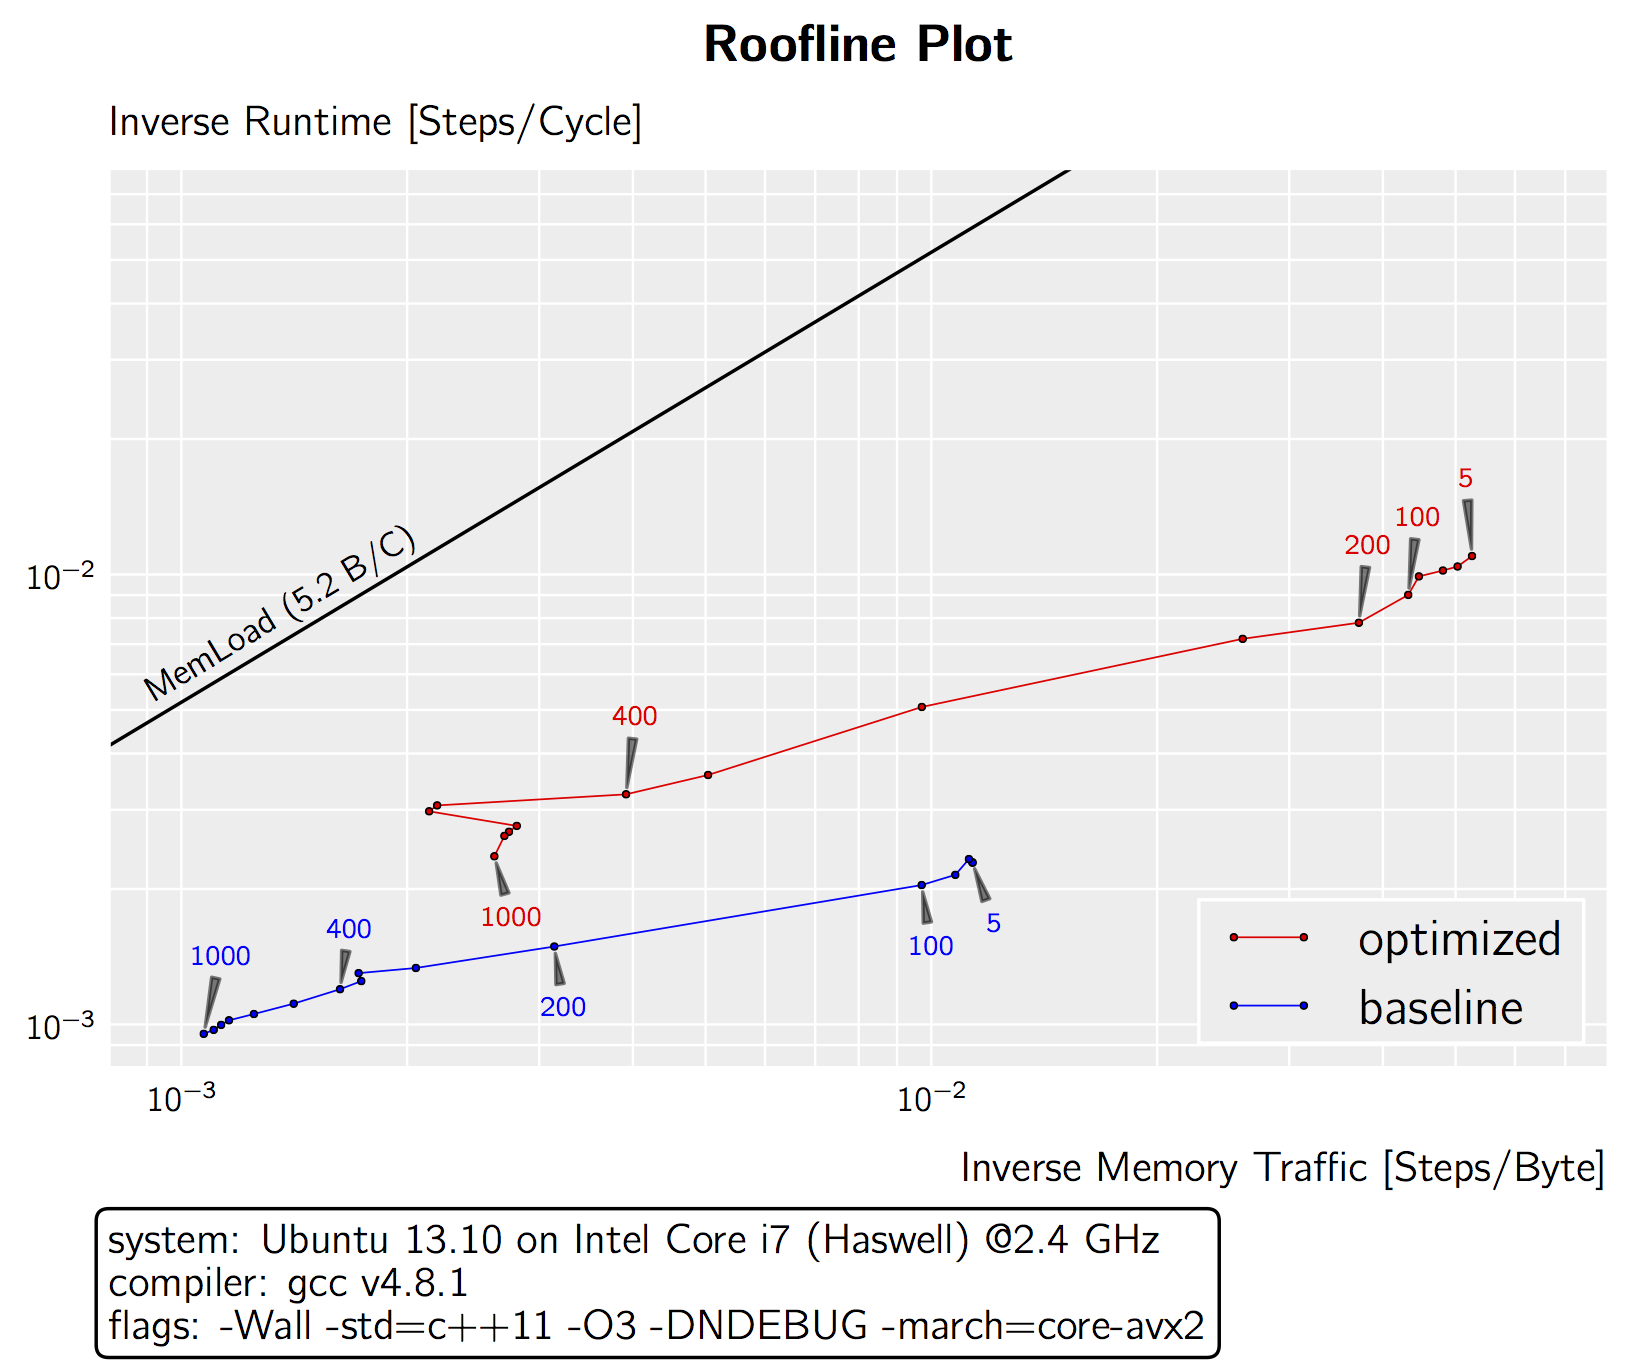 Roofline Plot
Inverse Runtime [Steps/Cycle]
MemLoad (5.2 B/C)
5
100
200
10⁻²
400
1000
5
100
400
1000
200
10⁻³
optimized
baseline
10⁻³
10⁻²
Inverse Memory Traffic [Steps/Byte]
system: Ubuntu 13.10 on Intel Core i7 (Haswell) @2.4 GHz
compiler: gcc v4.8.1
flags: -Wall -std=c++11 -O3 -DNDEBUG -march=core-avx2